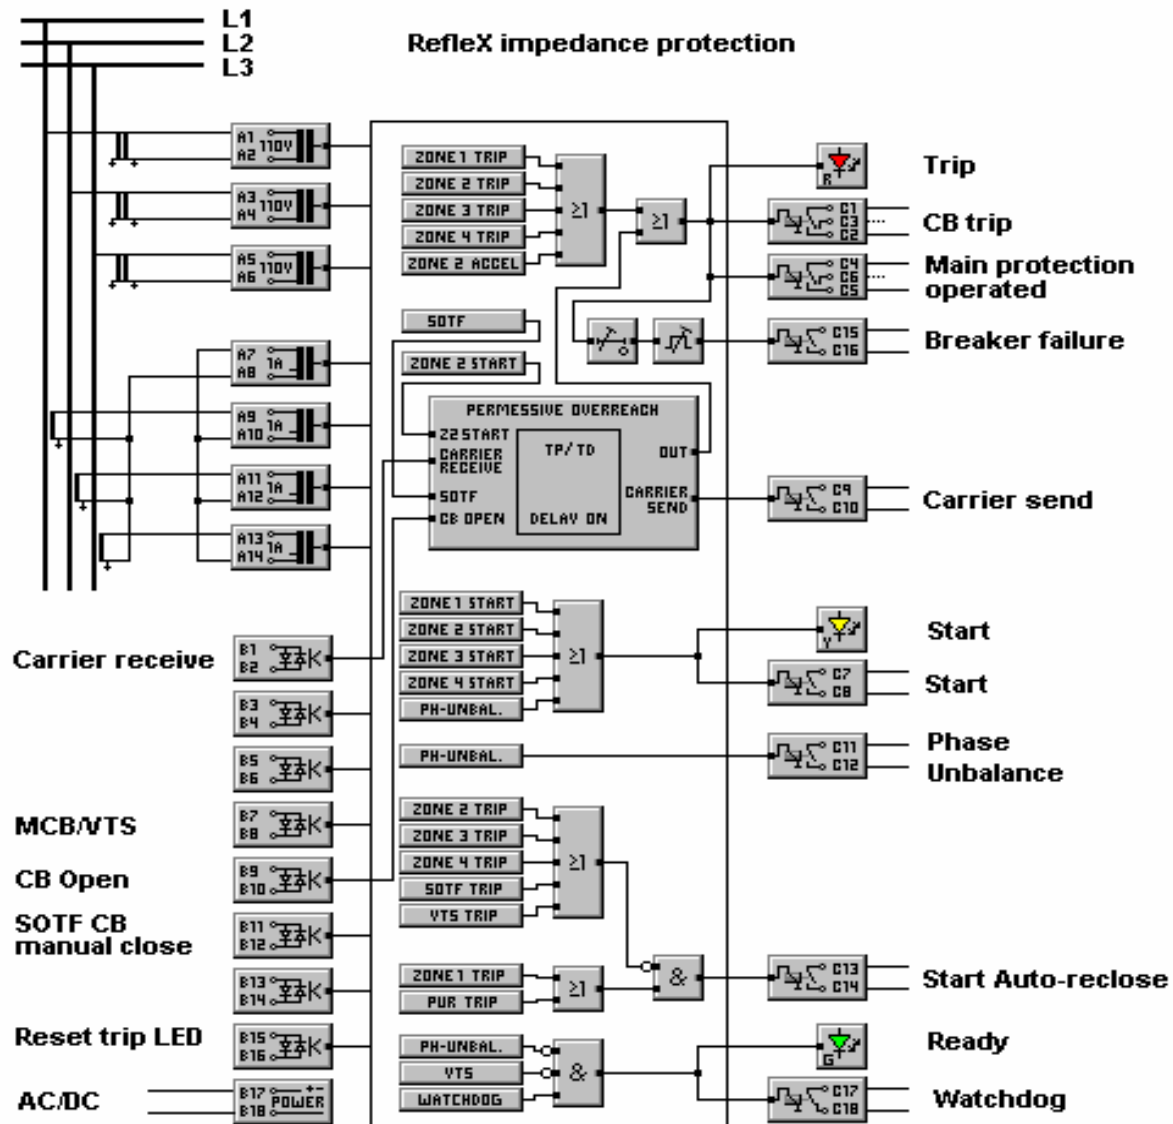 L1
L2
L3
RefleX impedance protection
A1
A2
110V
A3
A4
110V
A5
A6
110V
A7
A8
1A
A9
A10
1A
A11
A12
1A
A13
A14
1A
Carrier receive
B1
B2
B3
B4
B5
B6
MCB/VTS
B7
B8
CB Open
B9
B10
SOTF CB
manual close
B11
B12
B13
B14
Reset trip LED
B15
B16
AC/DC
B17
B18
+-
POWER
ZONE 1 TRIP
ZONE 2 TRIP
ZONE 3 TRIP
ZONE 4 TRIP
ZONE 2 ACCEL
≥1
≥1
SOTF
ZONE 2 START
PERMESSIVE OVERREACH
Z2 START
CARRIER
RECEIVE
SOTF
CB OPEN
TP/TD
DELAY ON
OUT
CARRIER
SEND
ZONE 1 START
ZONE 2 START
ZONE 3 START
ZONE 4 START
PH-UNBAL.
≥1
PH-UNBAL.
ZONE 2 TRIP
ZONE 3 TRIP
ZONE 4 TRIP
SOTF TRIP
VTS TRIP
≥1
ZONE 1 TRIP
PUR TRIP
≥1
&
PH-UNBAL.
VTS
WATCHDOG
&
R
Trip
C1
C3
C2
CB trip
C4
C6
C5
Main protection
operated
C15
C16
Breaker failure
C9
C10
Carrier send
Y
Start
C7
C8
Start
C11
C12
Phase
Unbalance
C13
C14
Start Auto-reclose
G
Ready
C17
C18
Watchdog